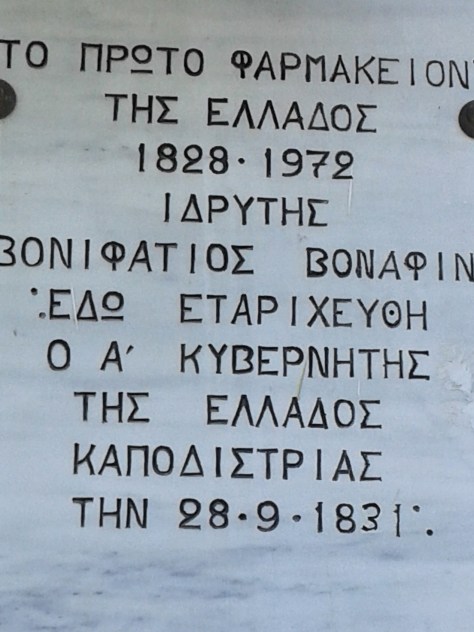 ΤΟ ΠΡΩΤΟ ΦΑΡΜΑΚΕΙΟΝ
ΤΗΣ ΕΛΛΑΔΟΣ
1828·1972
ΙΔΡΥΤΗΣ
ΒΟΝΙΦΑΤΙΟΣ ΒΟΝΑΦΙΝ
·:ΕΔΩ ΕΤΑΡΙΧΕΥΘΗ
Ο Α' ΚΥΒΕΡΝΗΤΗΣ
ΤΗΣ ΕΛΛΑΔΟΣ
ΚΑΠΟΔΙΣΤΡΙΑΣ
ΤΗΝ 28·9·1831·.